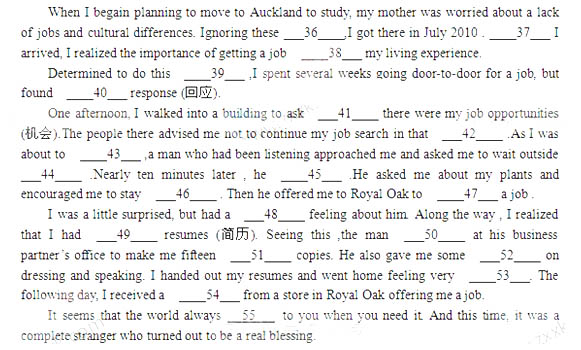 When I begain planning to move to Auckland to study, my mother was worried about a lack
of jobs and cultural differences. Ignoring these ___36____,I got there in July 2010 . ____37___ I
arrived, I realized the importance of getting a job ____38___ my living experience.
Determined to do this ____39___ ,I spent several weeks going door-to-door for a job, but
found ____40___ response (回应).
One afternoon, I walked into a building to ask ___41____ there were my job opportunities
(机会).The people there advised me not to continue my job search in that ___42____ .As I was
about to ____43___ ,a man who had been listening approached me and asked me to wait outside
___44____ .Nearly ten minutes later , he ___45____ .He asked me about my plants and
encouraged me to stay ___46____ . Then he offered me to Royal Oak to ____47___ a job .
I was a little surprised, but had a ___48____ feeling about him. Along the way , I realized
that I had ___49____ resumes (简历). Seeing this ,the man ___50____ at his business
partner's office to make me fifteen ___51____ copies. He also gave me some ___52____ on
dressing and speaking. I handed out my resumes and went home feeling very ___53___. The
following day, I received a ____54___ from a store in Royal Oak offering me a job.
It seems that the world always __55___ to you when you need it. And this time, it was a
complete stranger who turned out to be a real blessing.